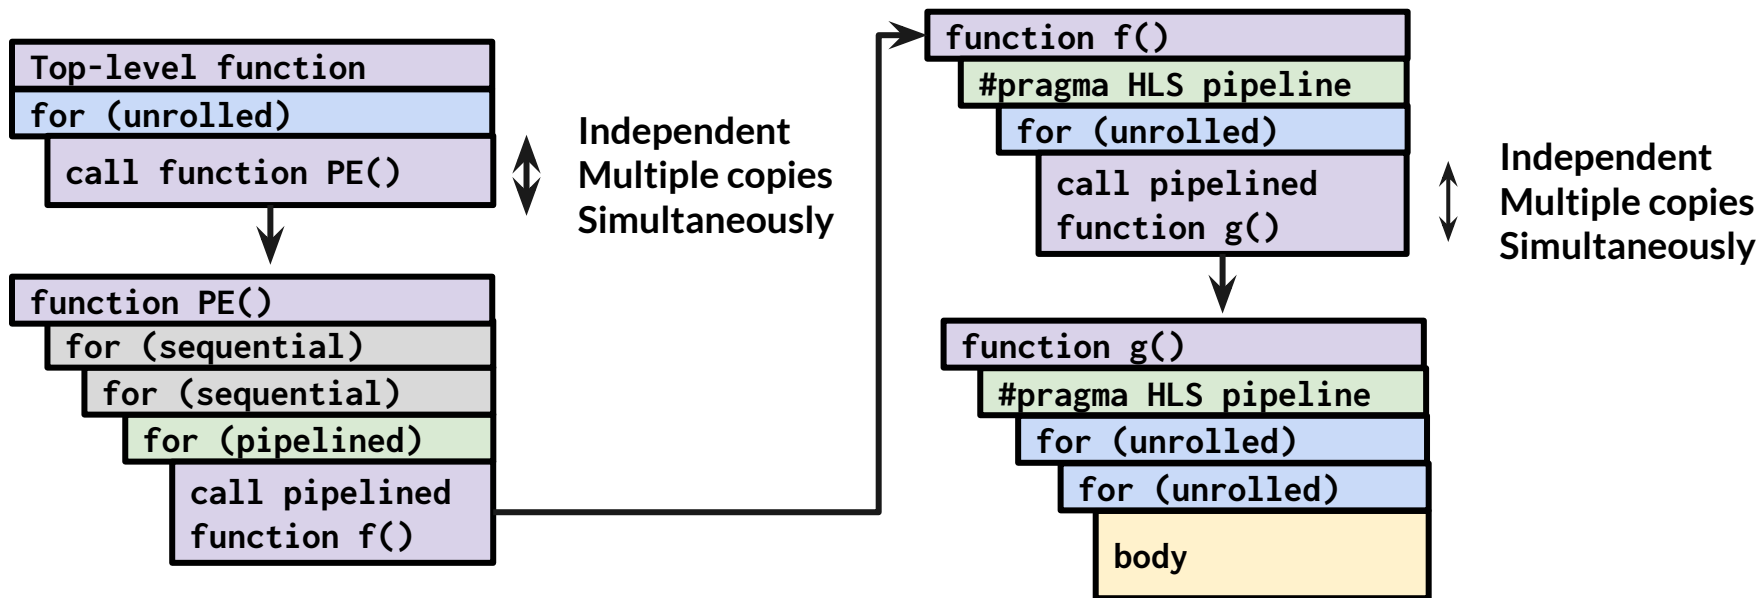 Top-level function
for (unrolled)
call function PE()
Independent
Multiple copies
Simultaneously
function PE()
for (sequential)
for (sequential)
for (pipelined)
call pipelined
function f()
function f()
#pragma HLS pipeline
for (unrolled)
call pipelined
function g()
Independent
Multiple copies
Simultaneously
function g()
#pragma HLS pipeline
for (unrolled)
for (unrolled)
body